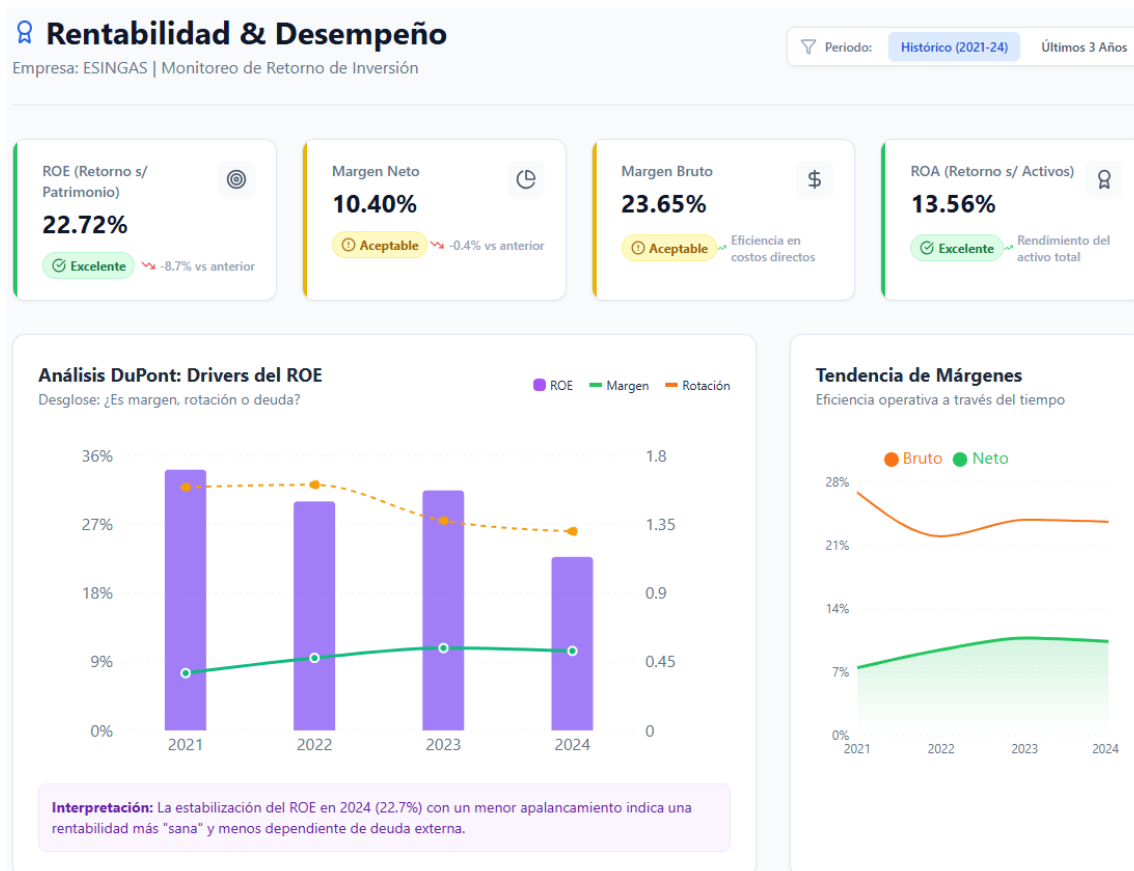 Rentabilidad & Desempeño
Empresa: ESINGAS | Monitoreo de Retorno de Inversión
Periodo:
Histórico (2021-24)
Últimos 3 Años
ROE (Retorno s/
Patrimonio)
22.72%
Excelente
-8.7% vs anterior
Margen Neto
10.40%
Aceptable
-0.4% vs anterior
Margen Bruto
$
23.65%
Aceptable
Eficiencia en
costos directos
ROA (Retorno s/ Activos)
13.56%
Excelente
Rendimiento del
activo total
Análisis DuPont: Drivers del ROE
Desglose: ¿Es margen, rotación o deuda?
ROE
Margen
Rotación
36%
27%
18%
9%
0%
1.8
1.35
0.9
0.45
0
2021
2022
2023
2024
Interpretación: La estabilización del ROE en 2024 (22.7%) con un menor apalancamiento indica una
rentabilidad más "sana" y menos dependiente de deuda externa.
Tendencia de Márgenes
Eficiencia operativa a través del tiempo
Bruto
Neto
28%
21%
14%
7%
0%
2021
2022
2023
2024